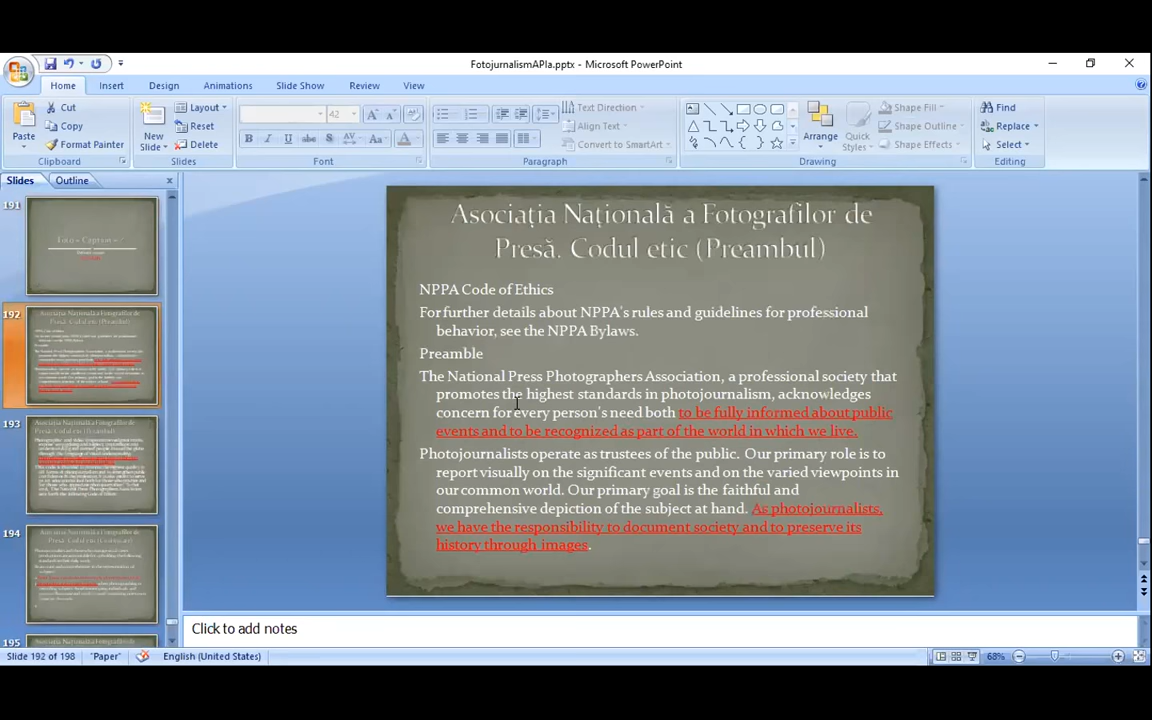 FotojurnalismAPIa.pptx - Microsoft PowerPoint
Home Insert Design Animations Slide Show Review View
Cut
Copy
Format Painter
Paste
Clipboard
New
Slide
Layout
Reset
Delete
Slides
42
Font
Text Direction
Align Text
Convert to SmartArt
Paragraph
Arrange
Quick
Styles
Shape Fill
Shape Outline
Shape Effects
Drawing
Find
Replace
Select
Editing
Slides Outline
191
192
193
194
195
Asociația Națională a Fotografilor de
Presă. Codul etic (Preambul)
NPPA Code of Ethics
For further details about NPPA's rules and guidelines for professional
behavior, see the NPPA Bylaws.
Preamble
The National Press Photographers Association, a professional society that
promotes the highest standards in photojournalism, acknowledges
concern for every person's need both to be fully informed about public
events and to be recognized as part of the world in which we live.
Photojournalists operate as trustees of the public. Our primary role is to
report visually on the significant events and on the varied viewpoints in
our common world. Our primary goal is the faithful and
comprehensive depiction of the subject at hand. As photojournalists,
we have the responsibility to document society and to preserve its
history through images.
Click to add notes
Slide 192 of 198 "Paper" English (United States) 68%